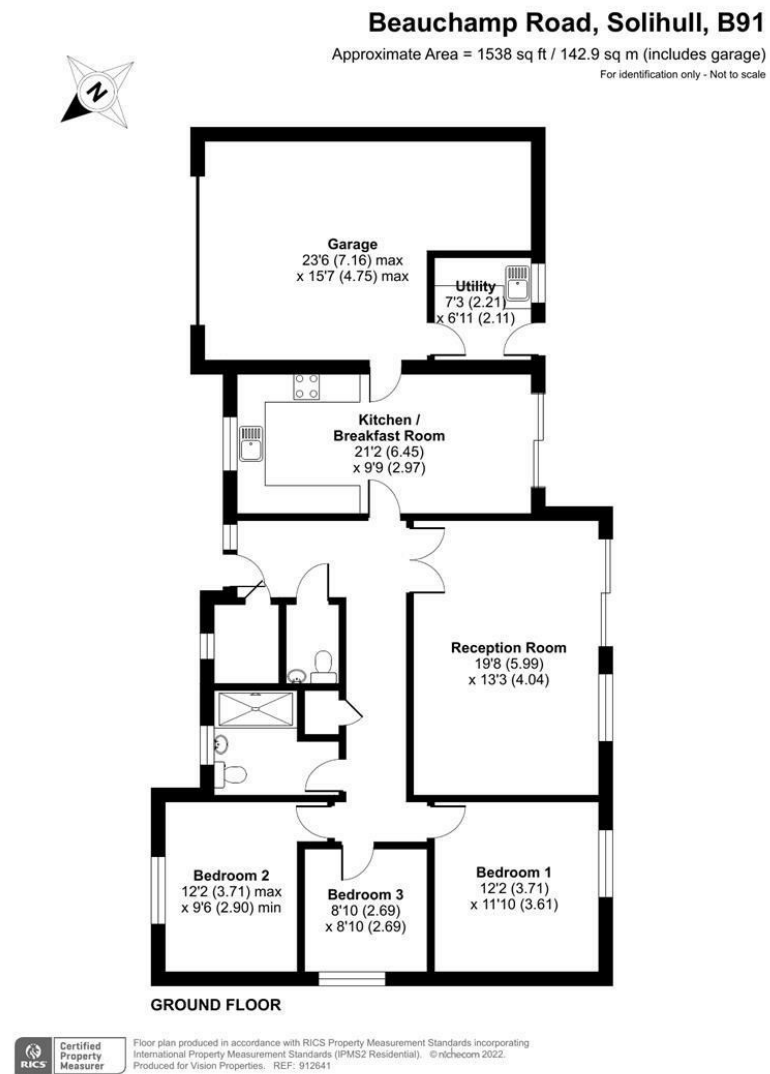 Beauchamp Road, Solihull, B91
Approximate Area = 1538 sq ft / 142.9 sq m (includes garage)
For identification only - Not to scale
N
Garage
23'6 (7.16) max
x 15'7 (4.75) max
Utility
7'3 (2.21)
x 6'11 (2.11)
Kitchen /
Breakfast Room
21'2 (6.45)
x 9'9 (2.97)
Reception Room
19'8 (5.99)
x 13'3 (4.04)
Bedroom 2
12'2 (3.71) max
x 9'6 (2.90) min
Bedroom 3
8'10 (2.69)
x 8'10 (2.69)
Bedroom 1
12'2 (3.71)
x 11'10 (3.61)
GROUND FLOOR
RICS
Certified
Property
Measurer
Floor plan produced in accordance with RICS Property Measurement Standards incorporating
International Property Measurement Standards (IPMS2 Residential). © nichecom 2022.
Produced for Vision Properties. REF: 912641